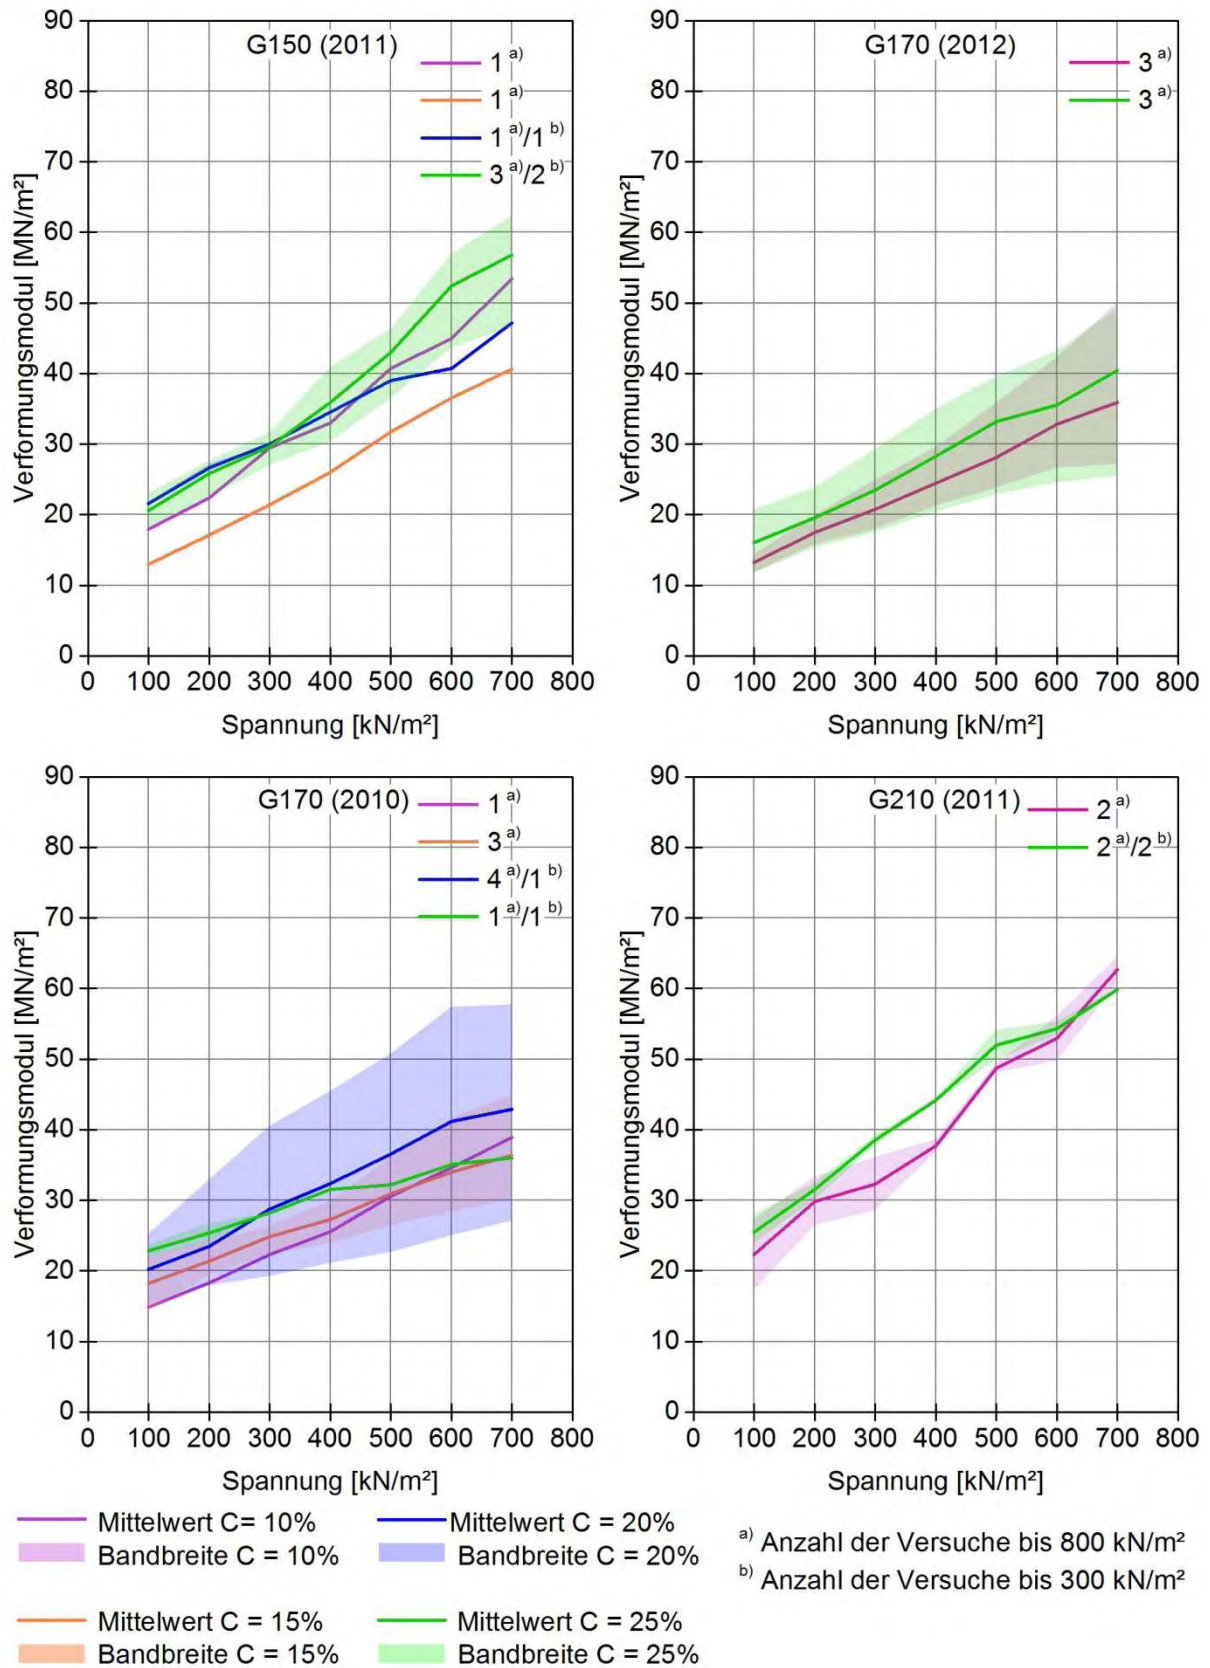 G150 (2011)
1 a)
1 a)
1 a)/1 b)
3 a)/2 b)
Verformungsmodul [MN/m²]
90
80
70
60
50
40
30
20
10
0
0 100 200 300 400 500 600 700 800
Spannung [kN/m²]
G170 (2012)
3 a)
3 a)
Verformungsmodul [MN/m²]
90
80
70
60
50
40
30
20
10
0
0 100 200 300 400 500 600 700 800
Spannung [kN/m²]
G170 (2010)
1 a)
3 a)
4 a)/1 b)
1 a)/1 b)
Verformungsmodul [MN/m²]
90
80
70
60
50
40
30
20
10
0
0 100 200 300 400 500 600 700 800
Spannung [kN/m²]
G210 (2011)
2 a)
2 a)/2 b)
Verformungsmodul [MN/m²]
90
80
70
60
50
40
30
20
10
0
0 100 200 300 400 500 600 700 800
Spannung [kN/m²]
Mittelwert C= 10%
Bandbreite C = 10%
Mittelwert C = 15%
Bandbreite C = 15%
Mittelwert C = 20%
Bandbreite C = 20%
Mittelwert C = 25%
Bandbreite C = 25%
a) Anzahl der Versuche bis 800 kN/m²
b) Anzahl der Versuche bis 300 kN/m²